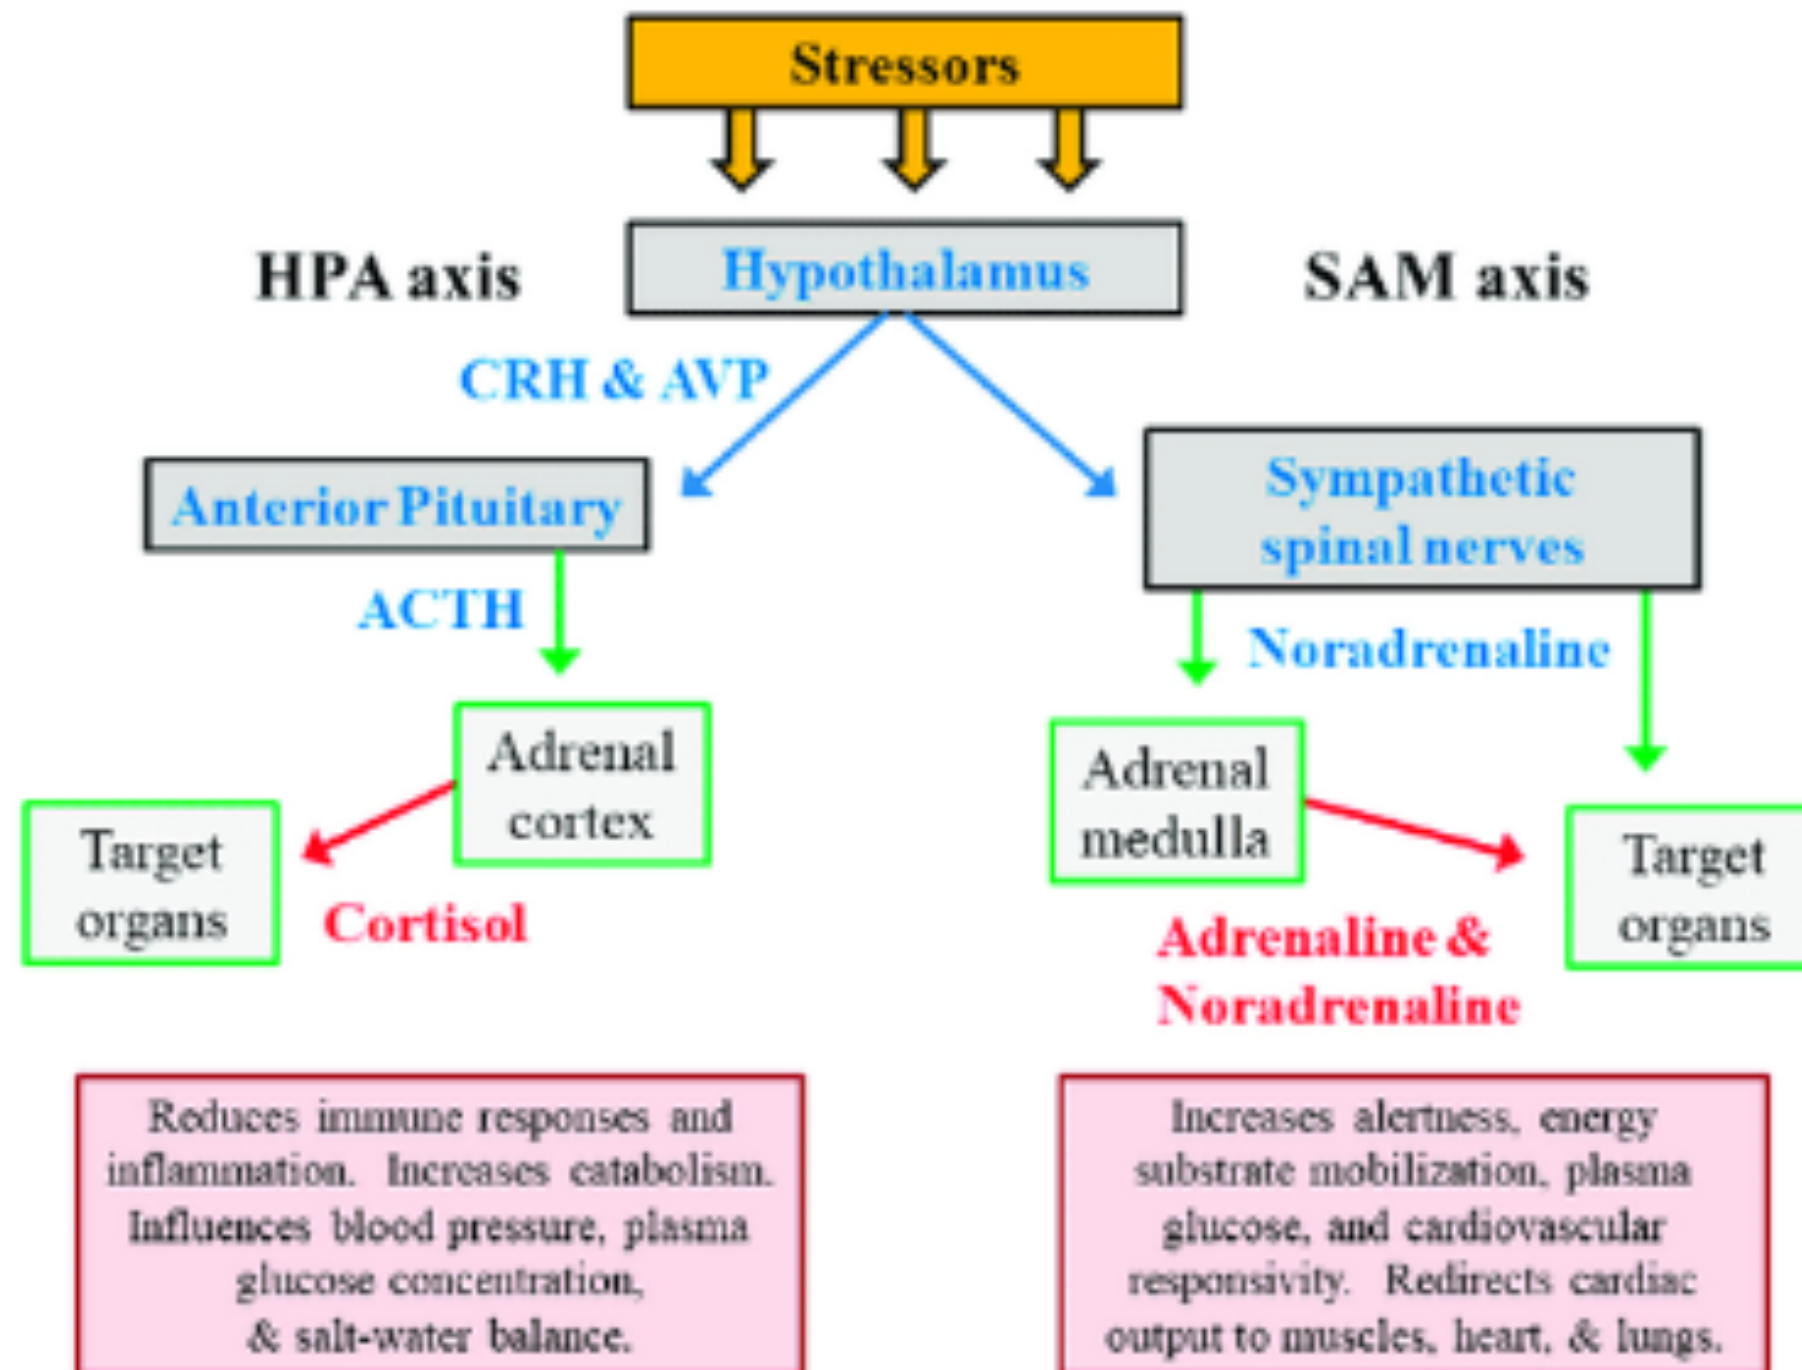 Stressors
HPA axis
Hypothalamus
SAM axis
CRH & AVP
Anterior Pituitary
Sympathetic
spinal nerves
ACTH
Noradrenaline
Adrenal
cortex
Adrenal
medulla
Target
organs
Target
organs
Cortisol
Adrenaline &
Noradrenaline
Reduces immune responses and
inflammation. Increases catabolism.
Influences blood pressure, plasma
glucose concentration,
& salt-water balance.
Increases alertness, energy
substrate mobilization, plasma
glucose, and cardiovascular
responsivity. Redirects cardiac
output to muscles, heart, & lungs.